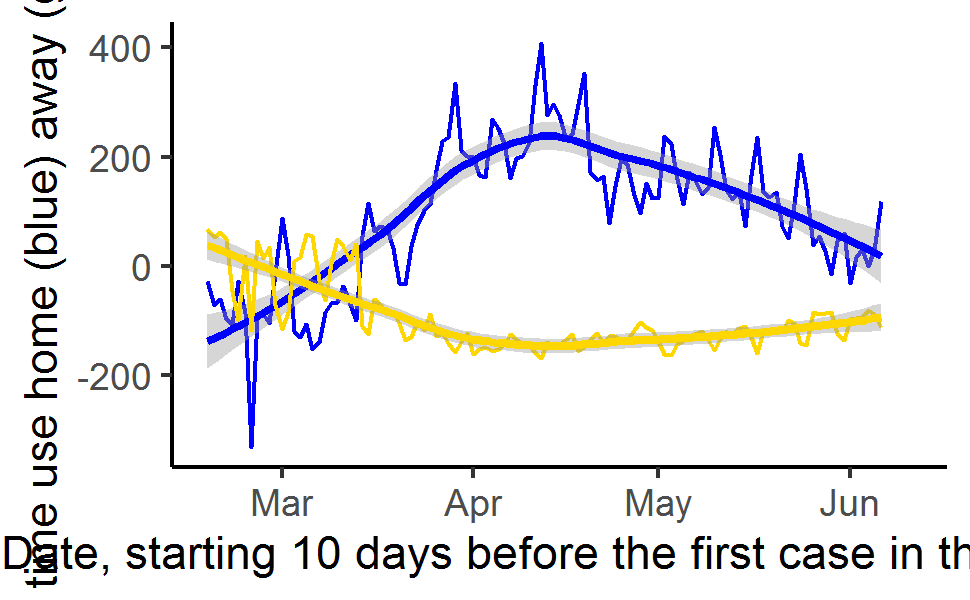 time use home (blue) away (
400
200
0
-200
Mar Apr May Jun
Date, starting 10 days before the first case in th